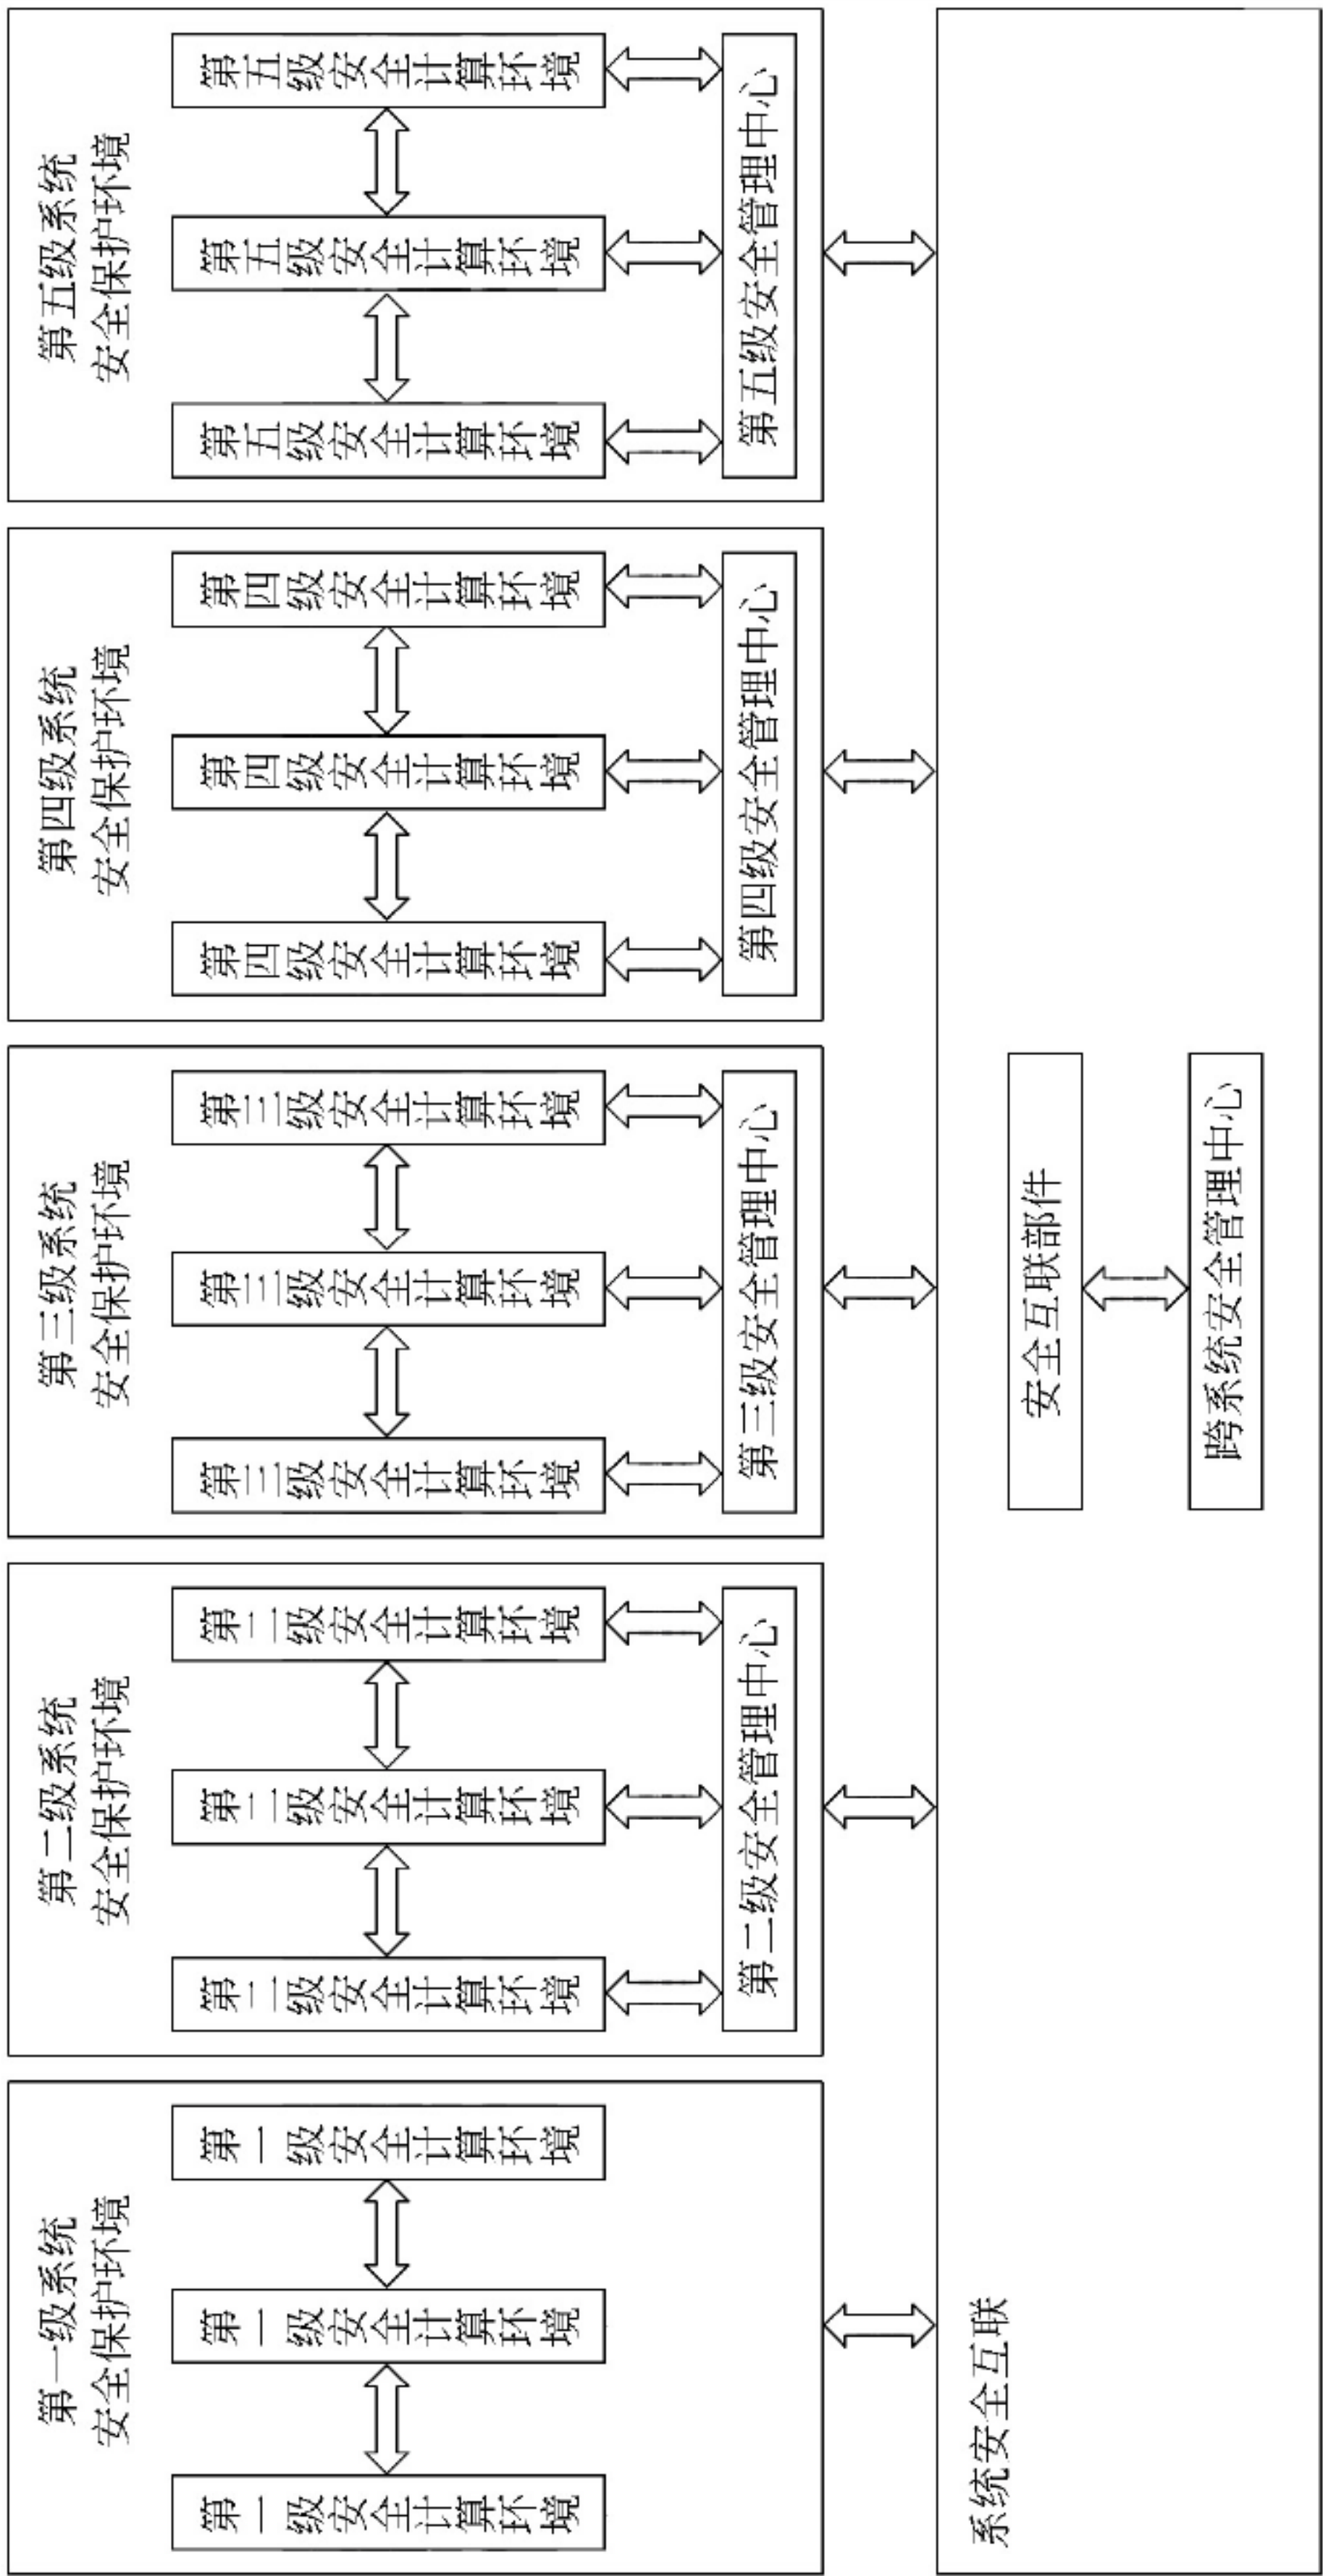 第一级系统
安全保护环境
第一级安全计算环境
第一级安全计算环境
第一级安全计算环境
第二级系统
安全保护环境
第二级安全计算环境
第二级安全计算环境
第二级安全计算环境
第二级安全管理中心
第三级系统
安全保护环境
第三级安全计算环境
第三级安全计算环境
第三级安全计算环境
第三级安全管理中心
第四级系统
安全保护环境
第四级安全计算环境
第四级安全计算环境
第四级安全计算环境
第四级安全管理中心
第五级系统
安全保护环境
第五级安全计算环境
第五级安全计算环境
第五级安全计算环境
第五级安全管理中心
系统安全互联
安全互联部件
跨系统安全管理中心